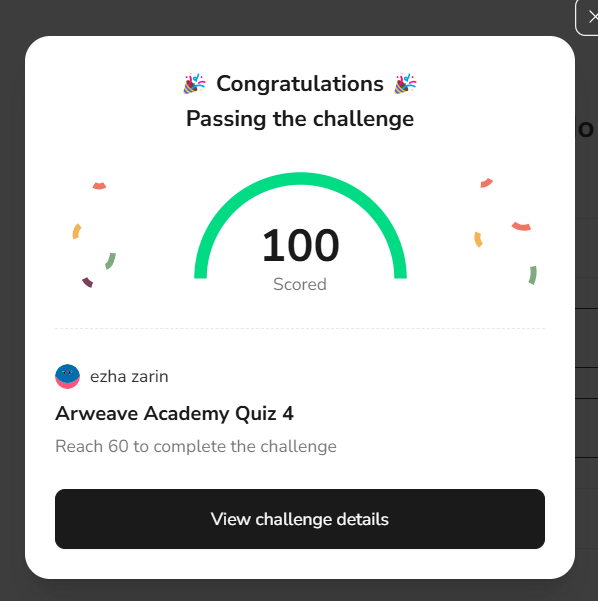 🎉 Congratulations 🎉
Passing the challenge
100
Scored
ezha zarin
Arweave Academy Quiz 4
Reach 60 to complete the challenge
View challenge details